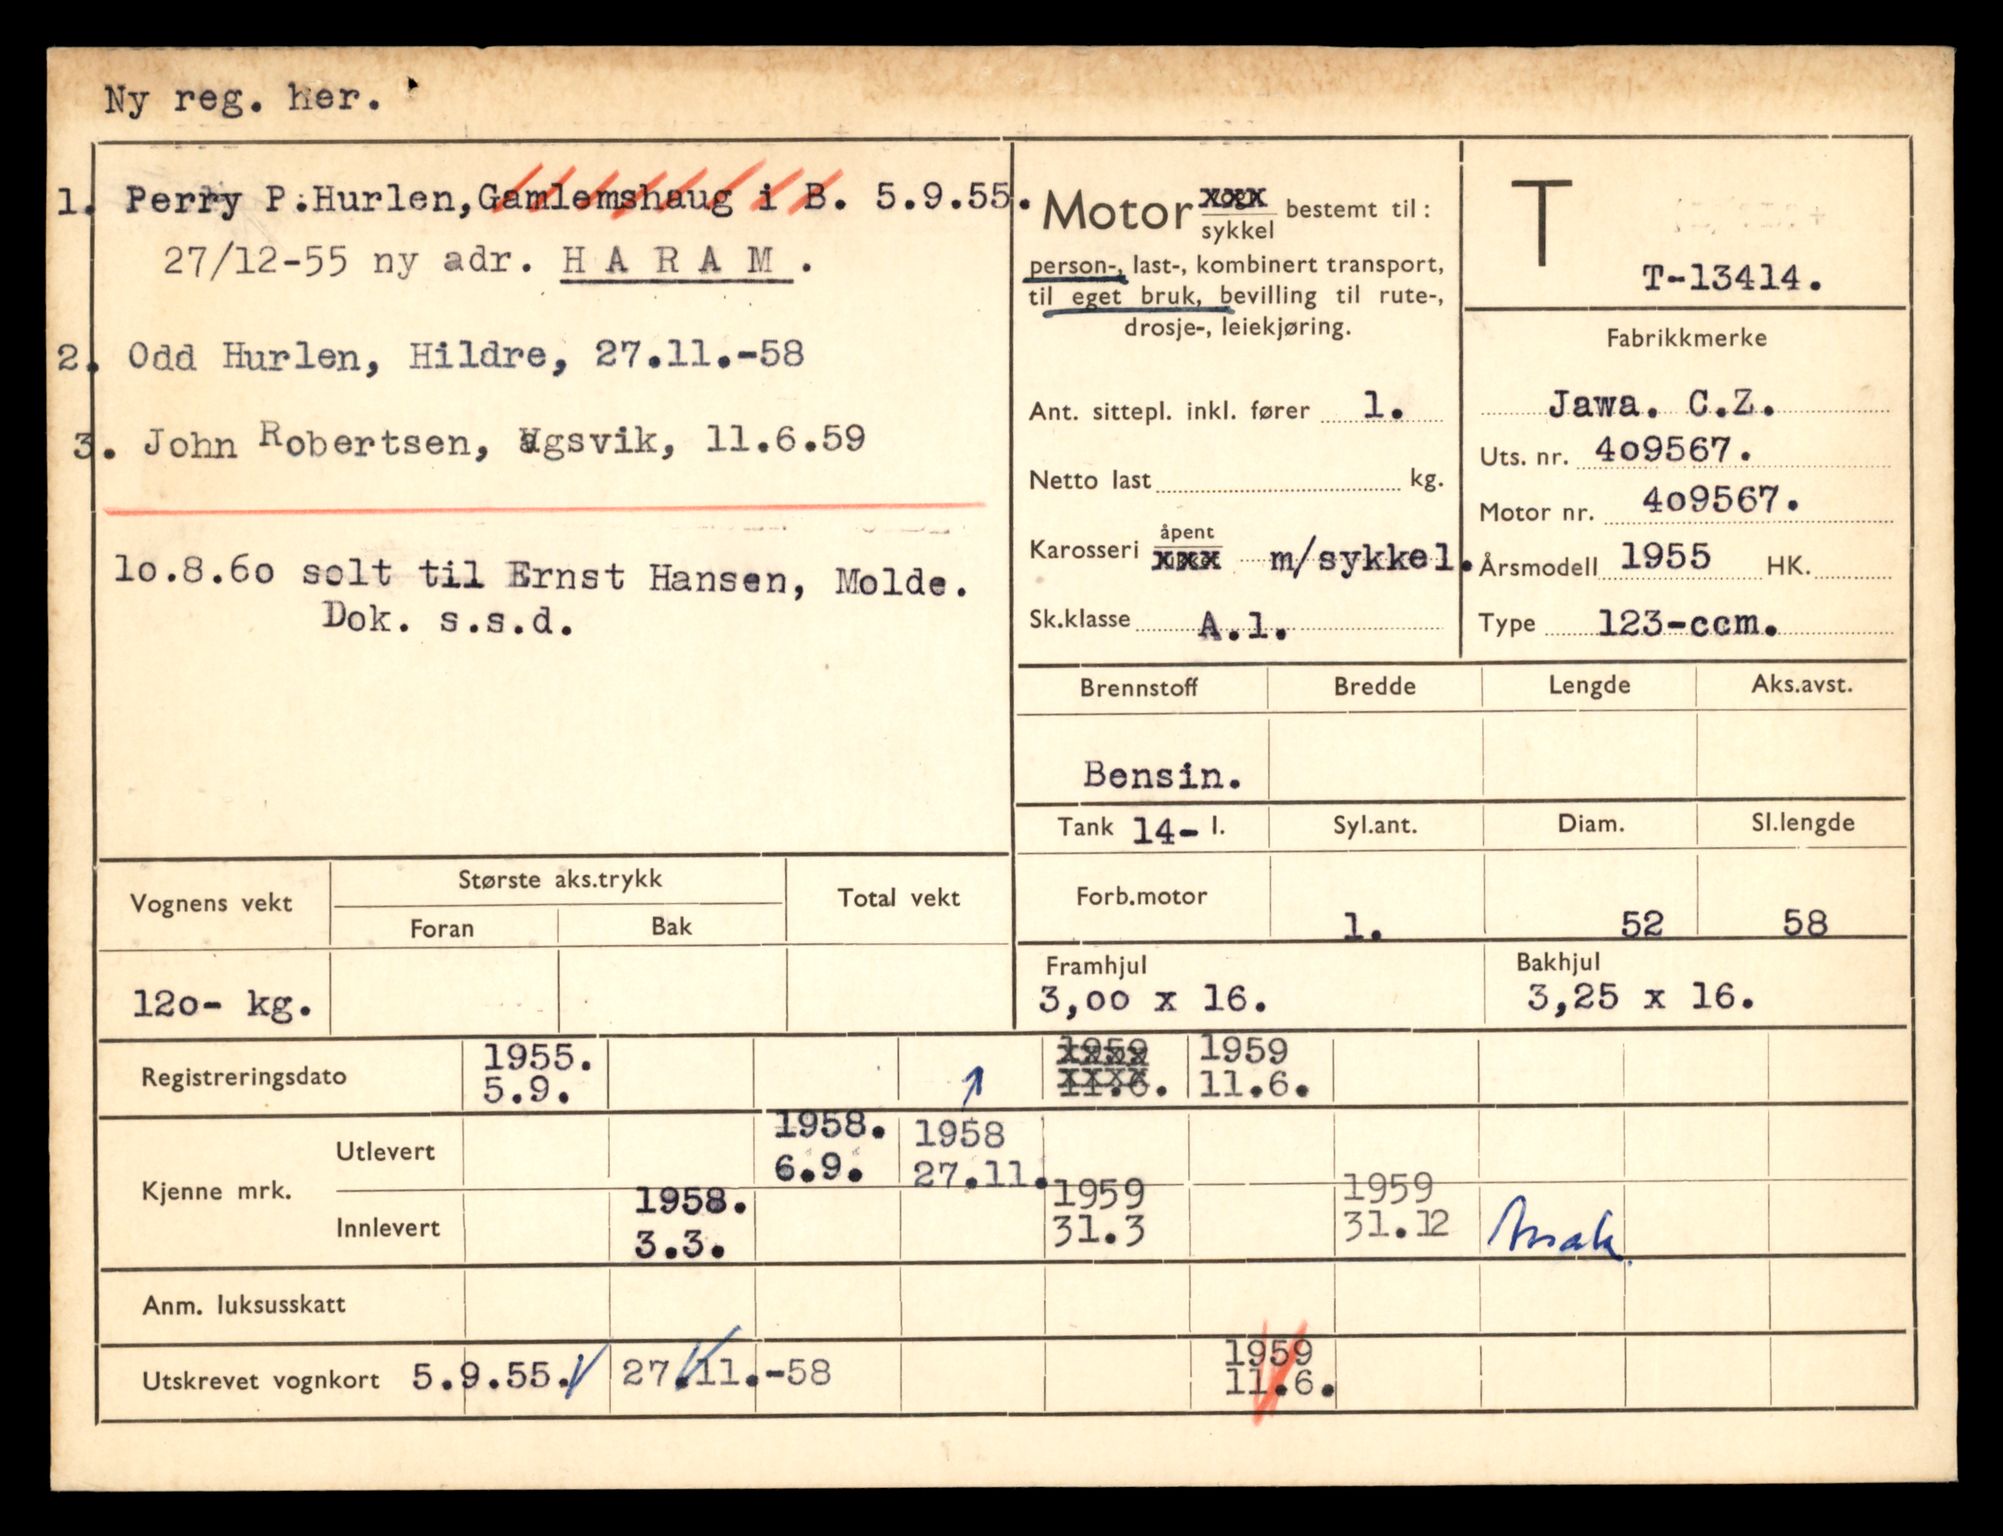 Ny reg. her.
1. Perry P. Hurlen, Gamlemshaug i B. 5.9.55.
27/12-55 ny adr. H A R A M .
2. Odd Hurlen, Hildre, 27.11.-58
3. John Robertsen, Vågsvik, 11.6.59
lo.8.6o solt til Ernst Hansen, Molde.
Dok. s.s.d.
Motor vogn
sykkel bestemt til:
person-, last-, kombinert transport,
til eget bruk, bevilling til rute-,
drosje-, leiekjøring.
Ant. sittepl. inkl. fører 1.
Netto last kg.
Karosseri åpent m/sykkel.
Sk.klasse A.1.
T
T-13414.
Fabrikkmerke
Jawa. C.Z.
Uts. nr. 4o9567.
Motor nr. 4o9567.
Årsmodell 1955 HK.
Type 123-ccm.
Brennstoff Bredde Lengde Aks.avst.
Bensin.
Tank 14- l. Syl.ant. Diam. Sl.lengde
Forb.motor 1. 52 58
Framhjul Bakhjul
3,oo x 16. 3,25 x 16.
Vognens vekt Største aks.trykk Total vekt
Foran Bak
12o- kg.
Registreringsdato 1955. 1959 1959
5.9. 11.6. 11.6.
Kjenne mrk.
Utlevert 1958. 1958
6.9. 27.11.
Innlevert 1958. 1959 1959
3.3. 31.3 31.12
Anm. luksusskatt
Utskrevet vognkort 5.9.55. 27.11.-58 1959
11.6.